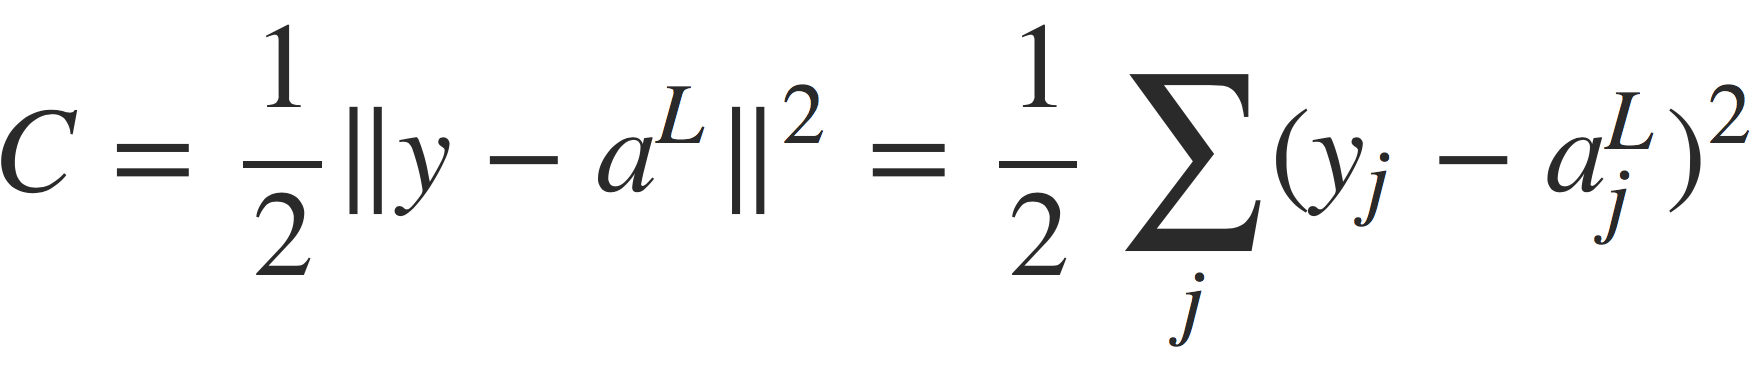 C = 1/2 ‖y − a^L‖^2 = 1/2 ∑_j (y_j − a_j^L)^2